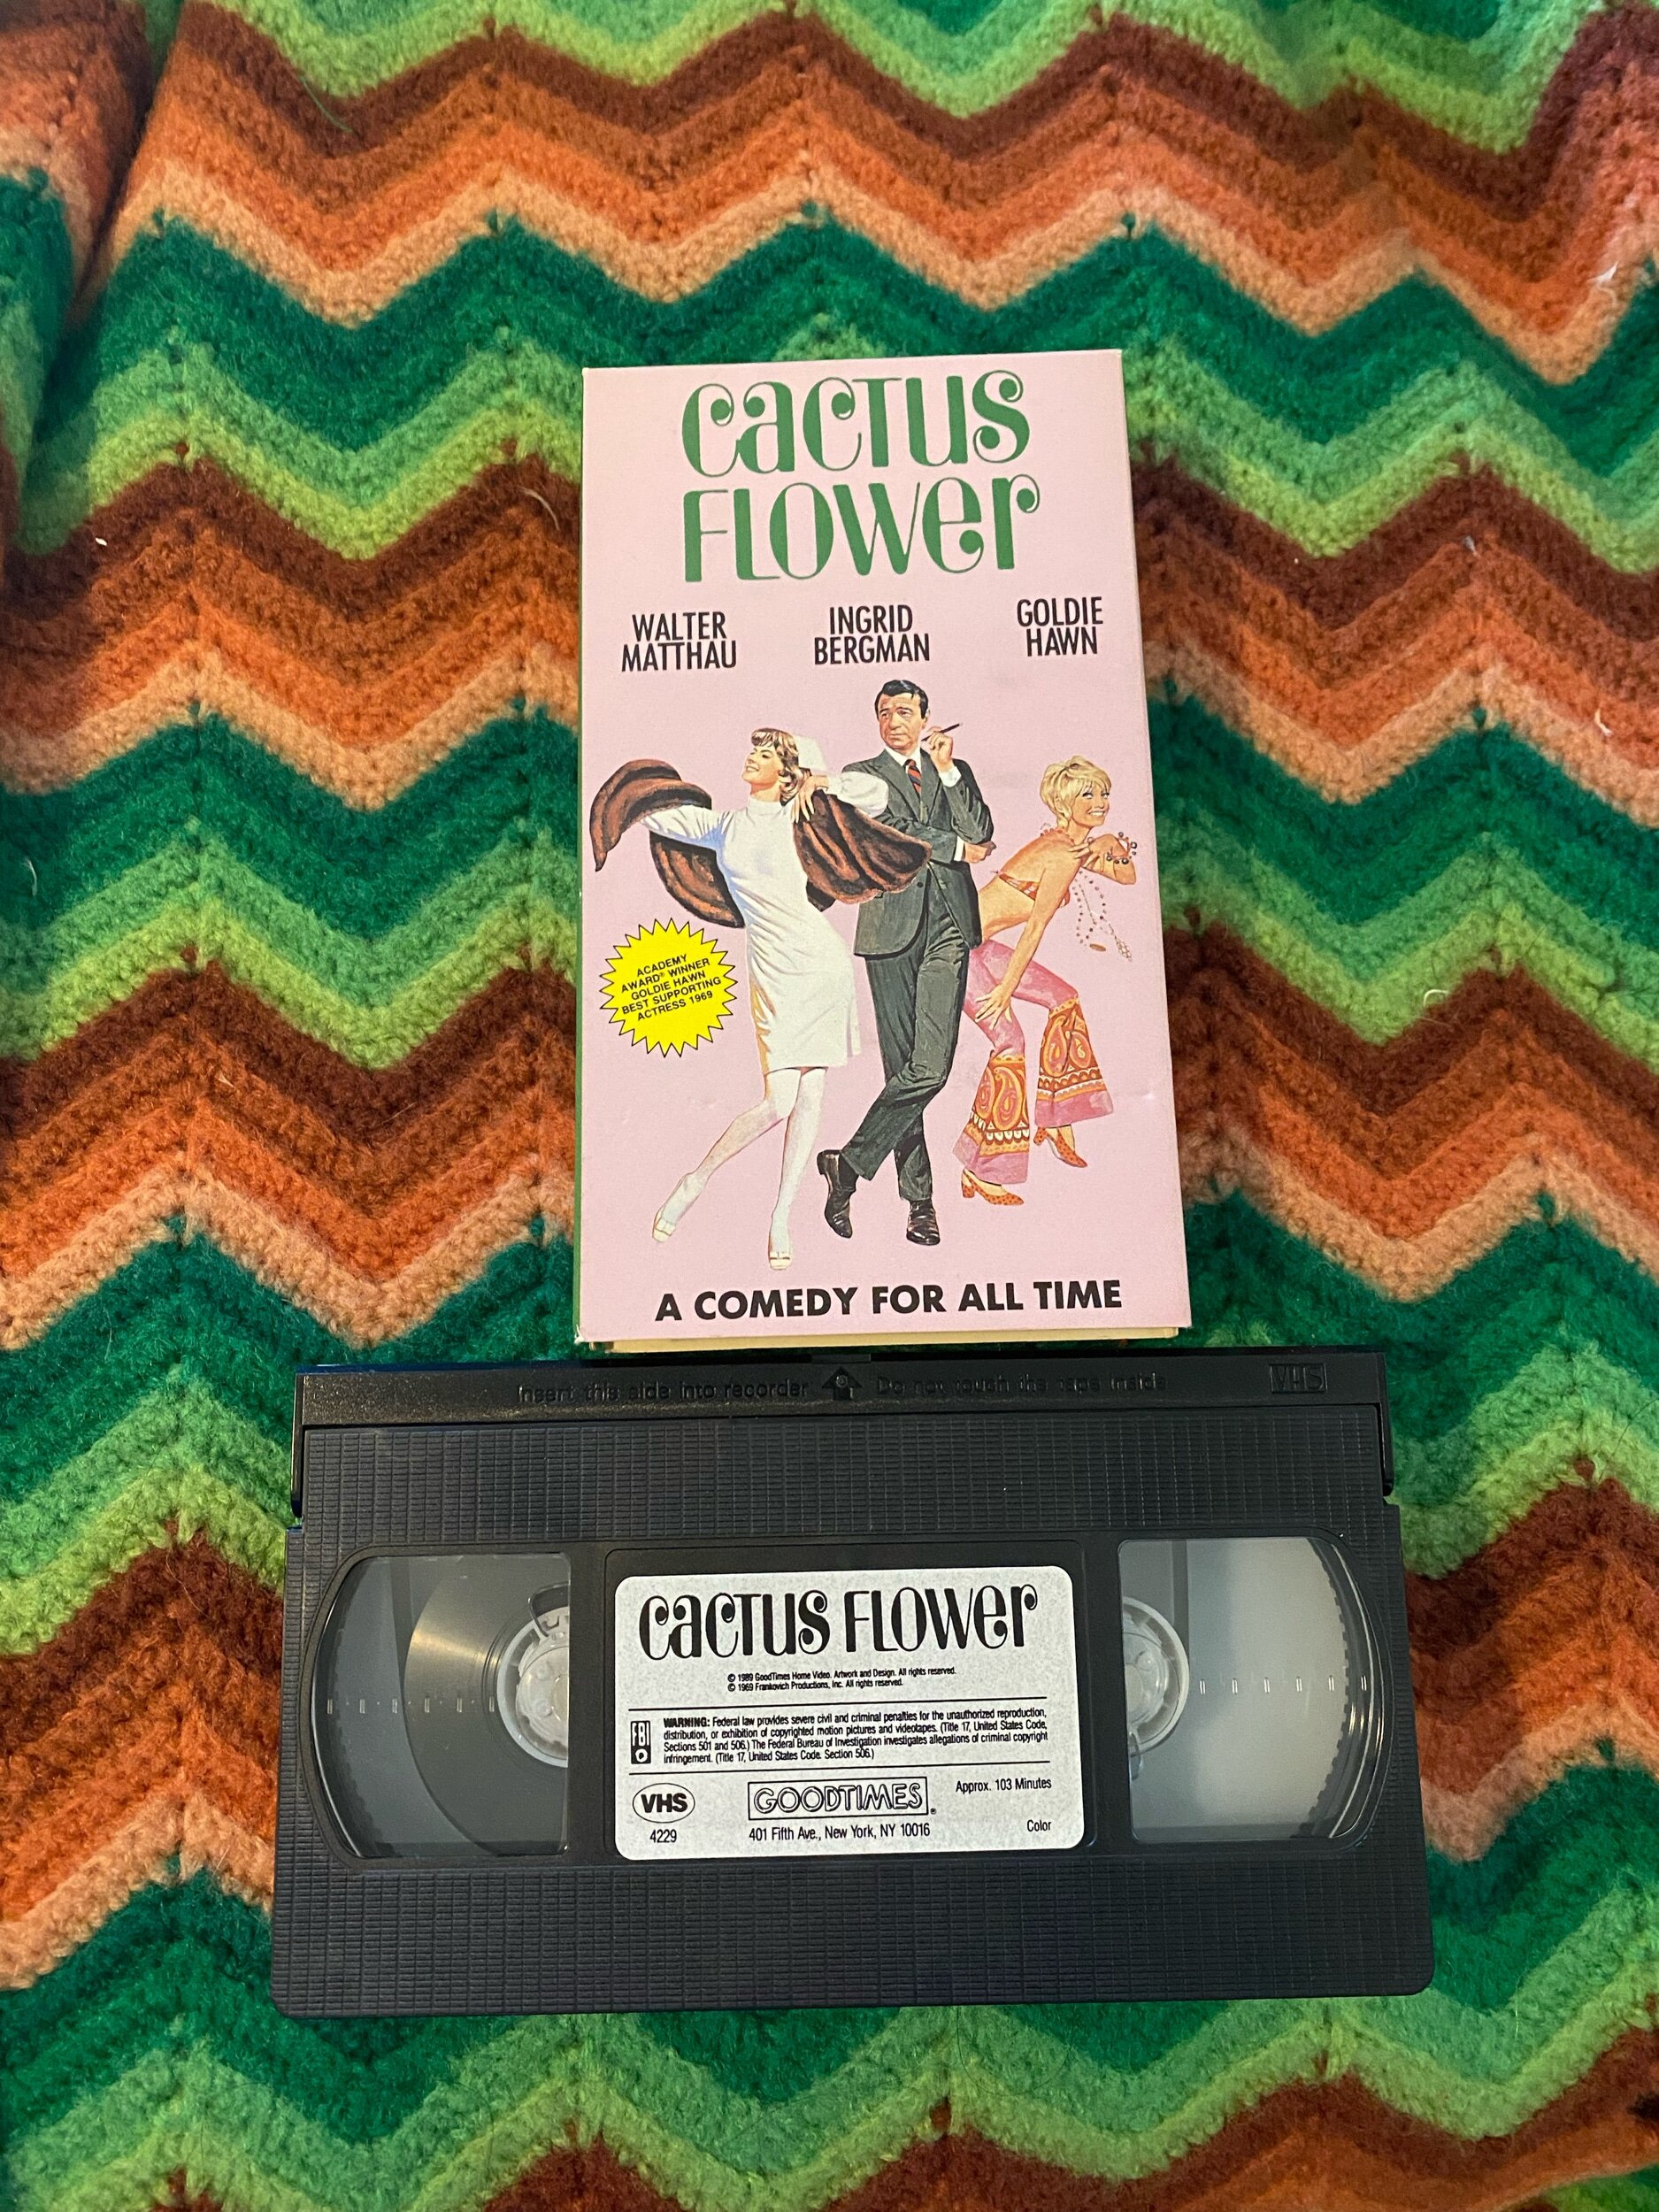 Cactus
Flower
WALTER
MATTHAU
INGRID
BERGMAN
GOLDIE
HAWN
ACADEMY
AWARD® WINNER
GOLDIE HAWN
BEST SUPPORTING
ACTRESS 1969
A COMEDY FOR ALL TIME
Insert this side into recorder Do not touch the tape inside VHS
Cactus Flower
© 1989 GoodTimes Home Video. Artwork and Design. All rights reserved.
© 1969 Frankovich Productions, Inc. All rights reserved.
FBI
WARNING: Federal law provides severe civil and criminal penalties for the unauthorized reproduction,
distribution, or exhibition of copyrighted motion pictures and videotapes. (Title 17, United States Code,
Sections 501 and 506.) The Federal Bureau of Investigation investigates allegations of criminal copyright
infringement. (Title 17, United States Code. Section 506.)
VHS
4229
GOODTIMES®
401 Fifth Ave., New York, NY 10016
Approx. 103 Minutes
Color